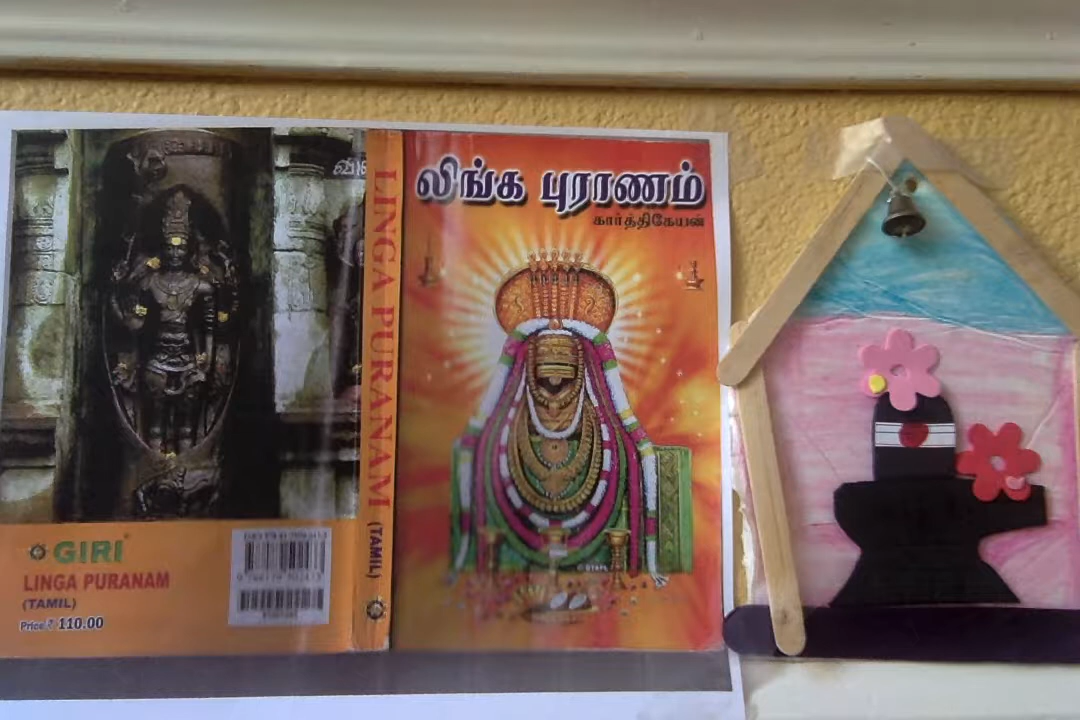 LINGA PURANAM (TAMIL)
லிங்க புராணம்
கார்த்திகேயன்
GIRI
LINGA PURANAM
(TAMIL)
Price ₹ 110.00